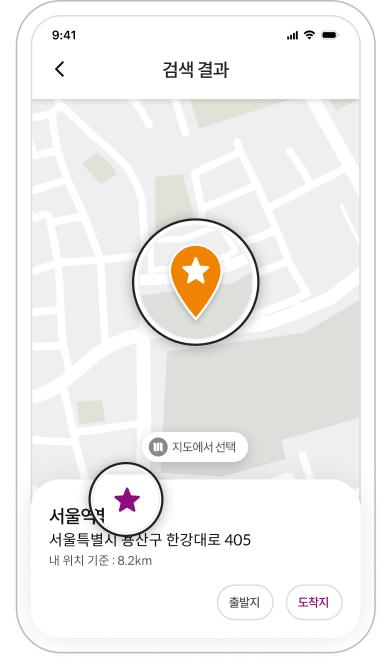 9:41
검색 결과
지도에서 선택
서울역
서울특별시 용산구 한강대로 405
내 위치 기준 : 8.2km
출발지
도착지